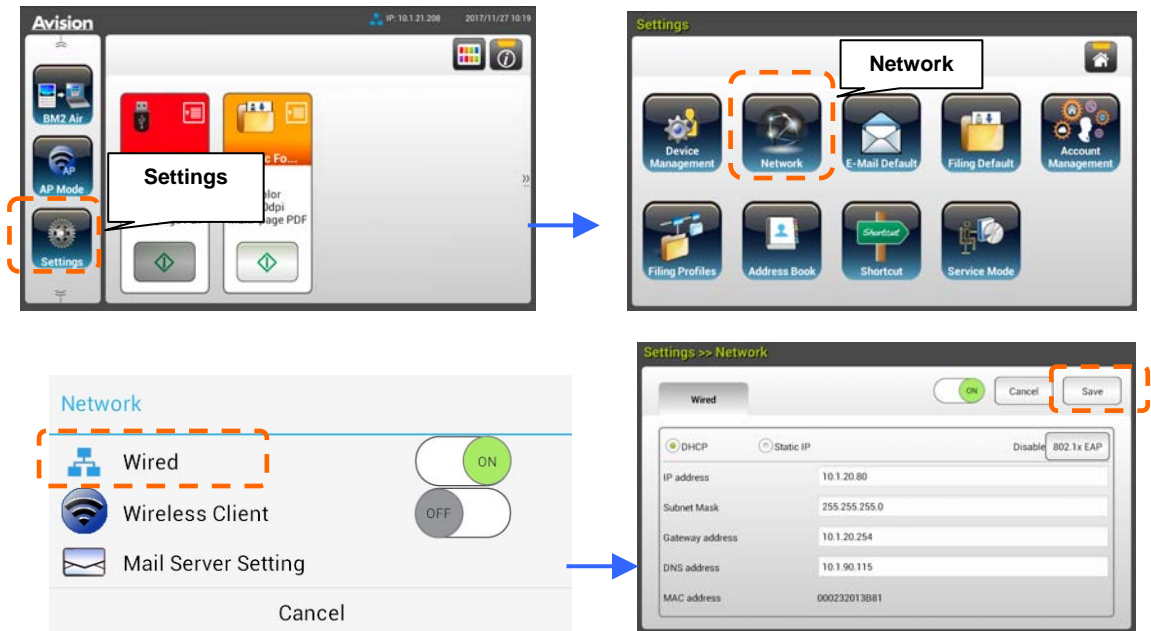 Avision
IP: 10.1.21.208
2017/11/27 10:19
BM2 Air
AP
AP Mode
Settings
Settings
c Fo...
olor
0dpi
page PDF
Settings
Network
Device
Management
Network
E-Mail Default
Filing Default
Account
Management
Filing Profiles
Address Book
Shortcut
Shortcut
Service Mode
Network
Wired
ON
Wireless Client
OFF
Mail Server Setting
Cancel
Settings >> Network
Wired
ON
Cancel
Save
DHCP
Static IP
Disable
802.1x EAP
IP address
10.1.20.80
Subnet Mask
255.255.255.0
Gateway address
10.1.20.254
DNS address
10.1.90.115
MAC address
000232013B81